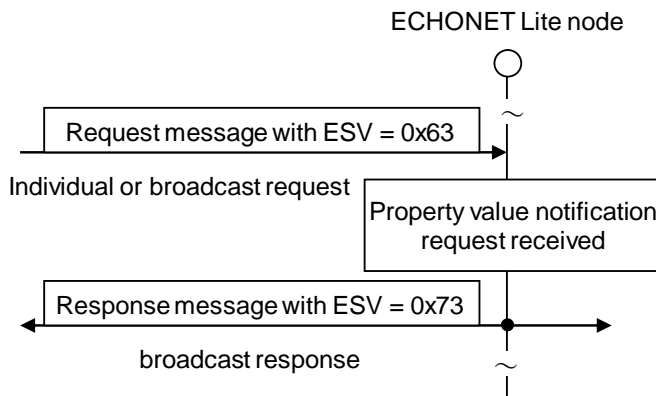 ECHONET Lite node
~
Request message with ESV = 0x63
Individual or broadcast request
Property value notification
request received
Response message with ESV = 0x73
broadcast response
~